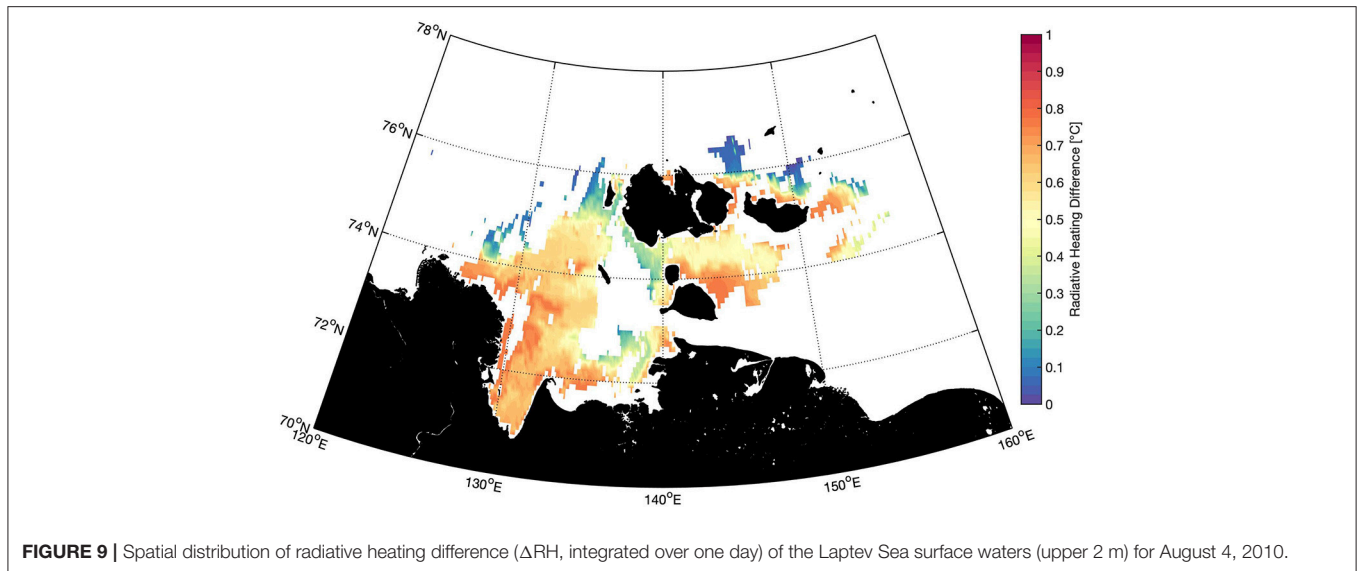 78°N
76°N
74°N
72°N
70°N
120°E
130°E
140°E
150°E
160°E
1
0.9
0.8
0.7
0.6
0.5
0.4
0.3
0.2
0.1
0
Radiative Heating Difference [°C]
FIGURE 9 | Spatial distribution of radiative heating difference (ΔRH, integrated over one day) of the Laptev Sea surface waters (upper 2 m) for August 4, 2010.